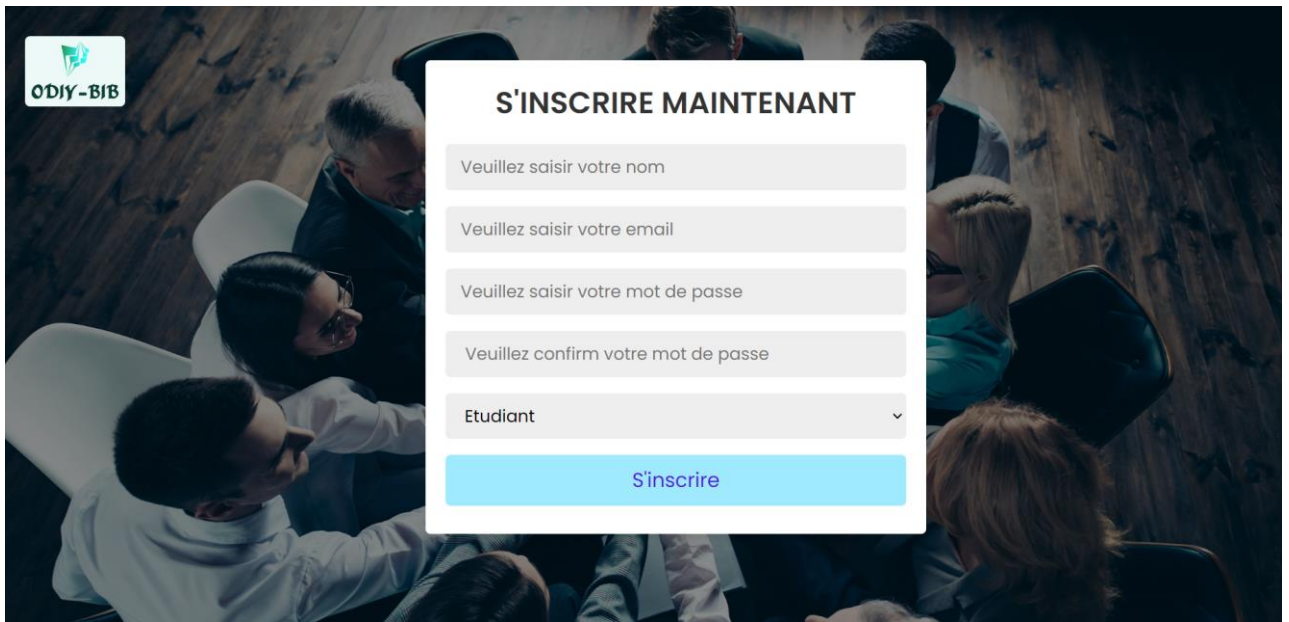 ODIY-BIB
S'INSCRIRE MAINTENANT
Veuillez saisir votre nom
Veuillez saisir votre email
Veuillez saisir votre mot de passe
Veuillez confirm votre mot de passe
Etudiant
S'inscrire